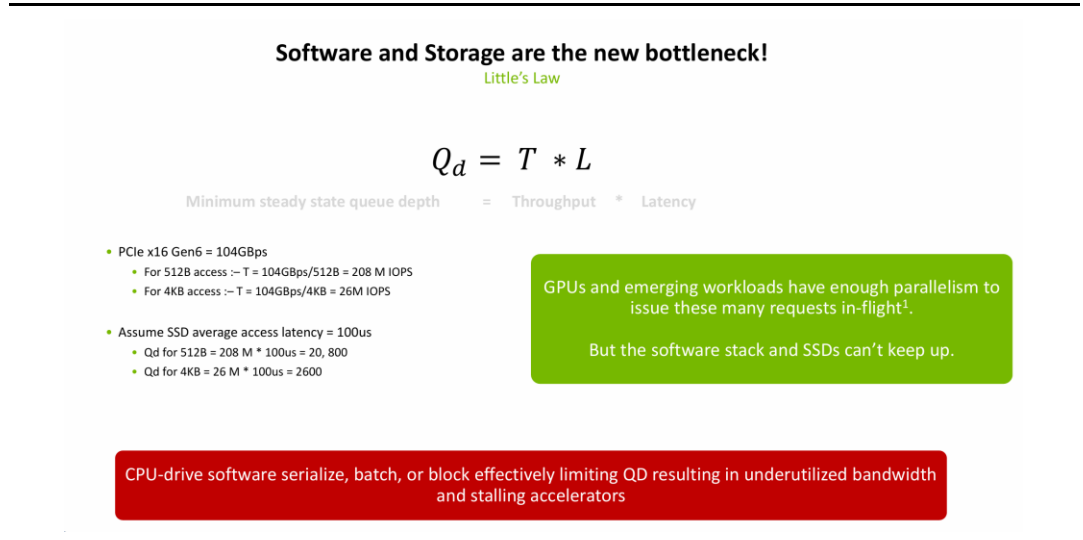 Software and Storage are the new bottleneck!
Little's Law
Q_d = T * L
Minimum steady state queue depth = Throughput * Latency
• PCIe x16 Gen6 = 104GBps
• For 512B access :– T = 104GBps/512B = 208 M IOPS
• For 4KB access :– T = 104GBps/4KB = 26M IOPS
• Assume SSD average access latency = 100us
• Qd for 512B = 208 M * 100us = 20, 800
• Qd for 4KB = 26 M * 100us = 2600
GPUs and emerging workloads have enough parallelism to
issue these many requests in-flight¹.
But the software stack and SSDs can't keep up.
CPU-drive software serialize, batch, or block effectively limiting QD resulting in underutilized bandwidth
and stalling accelerators